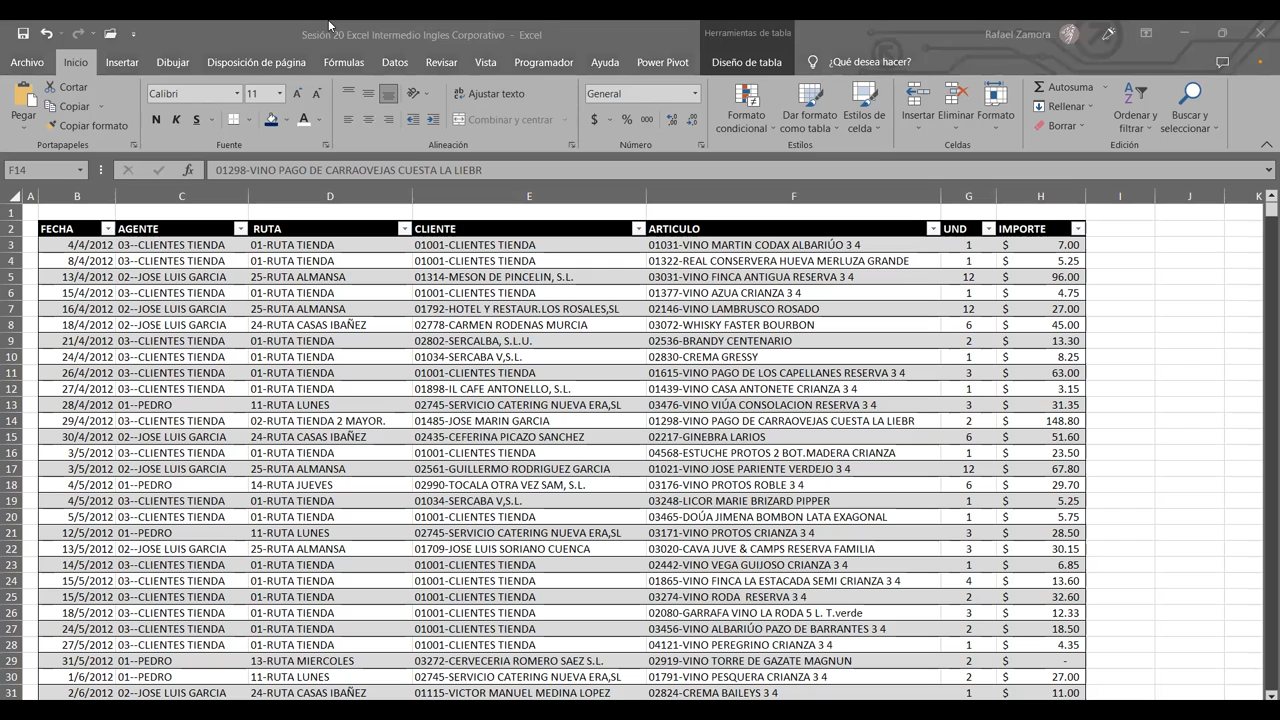 Sesión 20 Excel Intermedio Ingles Corporativo - Excel
Herramientas de tabla
Rafael Zamora
Archivo Inicio Insertar Dibujar Disposición de página Fórmulas Datos Revisar Vista Programador Ayuda Power Pivot Diseño de tabla ¿Qué desea hacer?
Pegar
Cortar
Copiar
Copiar formato
Portapapeles
Calibri 11
N K S
Fuente
Ajustar texto
Combinar y centrar
Alineación
General
$ % 000
Número
Formato condicional
Dar formato como tabla
Estilos de celda
Estilos
Insertar Eliminar Formato
Celdas
Autosuma
Rellenar
Borrar
Ordenar y filtrar
Buscar y seleccionar
Edición
F14 fx 01298-VINO PAGO DE CARRAOVEJAS CUESTA LA LIEBR
A B C D E F G H I J K
1
2 FECHA AGENTE RUTA CLIENTE ARTICULO UND IMPORTE
3 4/4/2012 03--CLIENTES TIENDA 01-RUTA TIENDA 01001-CLIENTES TIENDA 01031-VINO MARTIN CODAX ALBARIÚO 3 4 1 $ 7.00
4 8/4/2012 03--CLIENTES TIENDA 01-RUTA TIENDA 01001-CLIENTES TIENDA 01322-REAL CONSERVERA HUEVA MERLUZA GRANDE 1 $ 5.25
5 13/4/2012 02--JOSE LUIS GARCIA 25-RUTA ALMANSA 01314-MESON DE PINCELIN, S.L. 03031-VINO FINCA ANTIGUA RESERVA 3 4 12 $ 96.00
6 15/4/2012 03--CLIENTES TIENDA 01-RUTA TIENDA 01001-CLIENTES TIENDA 01377-VINO AZUA CRIANZA 3 4 1 $ 4.75
7 16/4/2012 02--JOSE LUIS GARCIA 25-RUTA ALMANSA 01792-HOTEL Y RESTAUR.LOS ROSALES,SL 02146-VINO LAMBRUSCO ROSADO 12 $ 27.00
8 18/4/2012 02--JOSE LUIS GARCIA 24-RUTA CASAS IBAÑEZ 02778-CARMEN RODENAS MURCIA 03072-WHISKY FASTER BOURBON 6 $ 45.00
9 21/4/2012 03--CLIENTES TIENDA 01-RUTA TIENDA 02802-SERCALBA, S.L.U. 02536-BRANDY CENTENARIO 2 $ 13.30
10 24/4/2012 03--CLIENTES TIENDA 01-RUTA TIENDA 01034-SERCABA V,S.L. 02830-CREMA GRESSY 1 $ 8.25
11 26/4/2012 03--CLIENTES TIENDA 01-RUTA TIENDA 01001-CLIENTES TIENDA 01615-VINO PAGO DE LOS CAPELLANES RESERVA 3 4 3 $ 63.00
12 27/4/2012 03--CLIENTES TIENDA 01-RUTA TIENDA 01898-IL CAFE ANTONELLO, S.L. 01439-VINO CASA ANTONETE CRIANZA 3 4 1 $ 3.15
13 28/4/2012 01--PEDRO 11-RUTA LUNES 02745-SERVICIO CATERING NUEVA ERA,SL 03476-VINO VIÚA CONSOLACION RESERVA 3 4 3 $ 31.35
14 29/4/2012 03--CLIENTES TIENDA 02-RUTA TIENDA 2 MAYOR. 01485-JOSE MARIN GARCIA 01298-VINO PAGO DE CARRAOVEJAS CUESTA LA LIEBR 2 $ 148.80
15 30/4/2012 02--JOSE LUIS GARCIA 24-RUTA CASAS IBAÑEZ 02435-CEFERINA PICAZO SANCHEZ 02217-GINEBRA LARIOS 6 $ 51.60
16 3/5/2012 03--CLIENTES TIENDA 01-RUTA TIENDA 01001-CLIENTES TIENDA 04568-ESTUCHE PROTOS 2 BOT.MADERA CRIANZA 1 $ 23.50
17 3/5/2012 02--JOSE LUIS GARCIA 25-RUTA ALMANSA 02561-GUILLERMO RODRIGUEZ GARCIA 01021-VINO JOSE PARIENTE VERDEJO 3 4 12 $ 67.80
18 4/5/2012 01--PEDRO 14-RUTA JUEVES 02990-TOCALA OTRA VEZ SAM, S.L. 03176-VINO PROTOS ROBLE 3 4 6 $ 29.70
19 4/5/2012 03--CLIENTES TIENDA 01-RUTA TIENDA 01034-SERCABA V,S.L. 03248-LICOR MARIE BRIZARD PIPPER 1 $ 5.25
20 5/5/2012 03--CLIENTES TIENDA 01-RUTA TIENDA 01001-CLIENTES TIENDA 03465-DOÚA JIMENA BOMBON LATA EXAGONAL 1 $ 5.75
21 12/5/2012 01--PEDRO 11-RUTA LUNES 02745-SERVICIO CATERING NUEVA ERA,SL 03171-VINO PROTOS CRIANZA 3 4 3 $ 28.50
22 13/5/2012 02--JOSE LUIS GARCIA 25-RUTA ALMANSA 01709-JOSE LUIS SORIANO CUENCA 03020-CAVA JUVE & CAMPS RESERVA FAMILIA 3 $ 30.15
23 14/5/2012 03--CLIENTES TIENDA 01-RUTA TIENDA 01001-CLIENTES TIENDA 02442-VINO VEGA GUIJOSO CRIANZA 3 4 1 $ 6.85
24 15/5/2012 03--CLIENTES TIENDA 01-RUTA TIENDA 01001-CLIENTES TIENDA 01865-VINO FINCA LA ESTACADA SEMI CRIANZA 3 4 4 $ 13.60
25 15/5/2012 03--CLIENTES TIENDA 01-RUTA TIENDA 01001-CLIENTES TIENDA 03274-VINO RODA RESERVA 3 4 2 $ 32.60
26 18/5/2012 03--CLIENTES TIENDA 01-RUTA TIENDA 01001-CLIENTES TIENDA 02080-GARRAFA VINO LA RODA 5 L. T.verde 3 $ 12.33
27 24/5/2012 03--CLIENTES TIENDA 01-RUTA TIENDA 01001-CLIENTES TIENDA 03456-VINO ALBARIÚO PAZO DE BARRANTES 3 4 2 $ 18.50
28 27/5/2012 03--CLIENTES TIENDA 01-RUTA TIENDA 01001-CLIENTES TIENDA 04121-VINO PEREGRINO CRIANZA 3 4 1 $ 4.35
29 31/5/2012 01--PEDRO 13-RUTA MIERCOLES 03272-CERVECERIA ROMERO SAEZ S.L. 02919-VINO TORRE DE GAZATE MAGNUN 2 $ -
30 1/6/2012 01--PEDRO 11-RUTA LUNES 02745-SERVICIO CATERING NUEVA ERA,SL 01791-VINO PESQUERA CRIANZA 3 4 2 $ 27.00
31 2/6/2012 02--JOSE LUIS GARCIA 24-RUTA CASAS IBAÑEZ 01115-VICTOR MANUEL MEDINA LOPEZ 02824-CREMA BAILEYS 3 4 1 $ 11.00